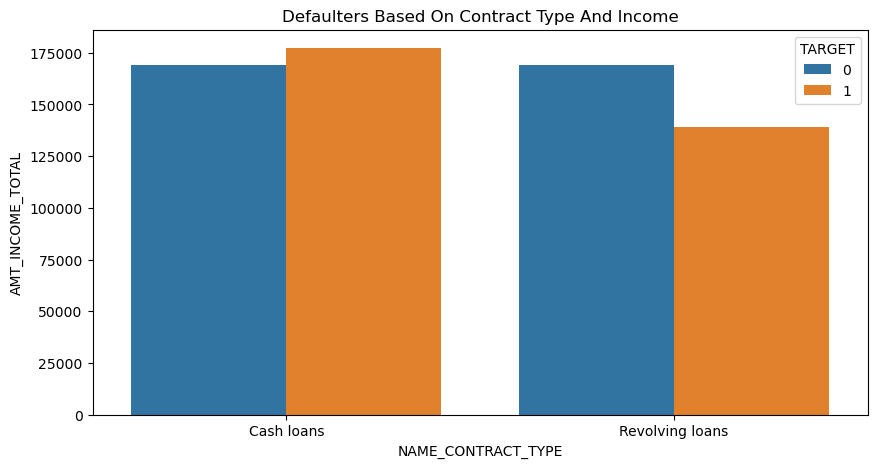 Defaulters Based On Contract Type And Income
TARGET
0
1
AMT_INCOME_TOTAL
175000
150000
125000
100000
75000
50000
25000
0
Cash loans
Revolving loans
NAME_CONTRACT_TYPE